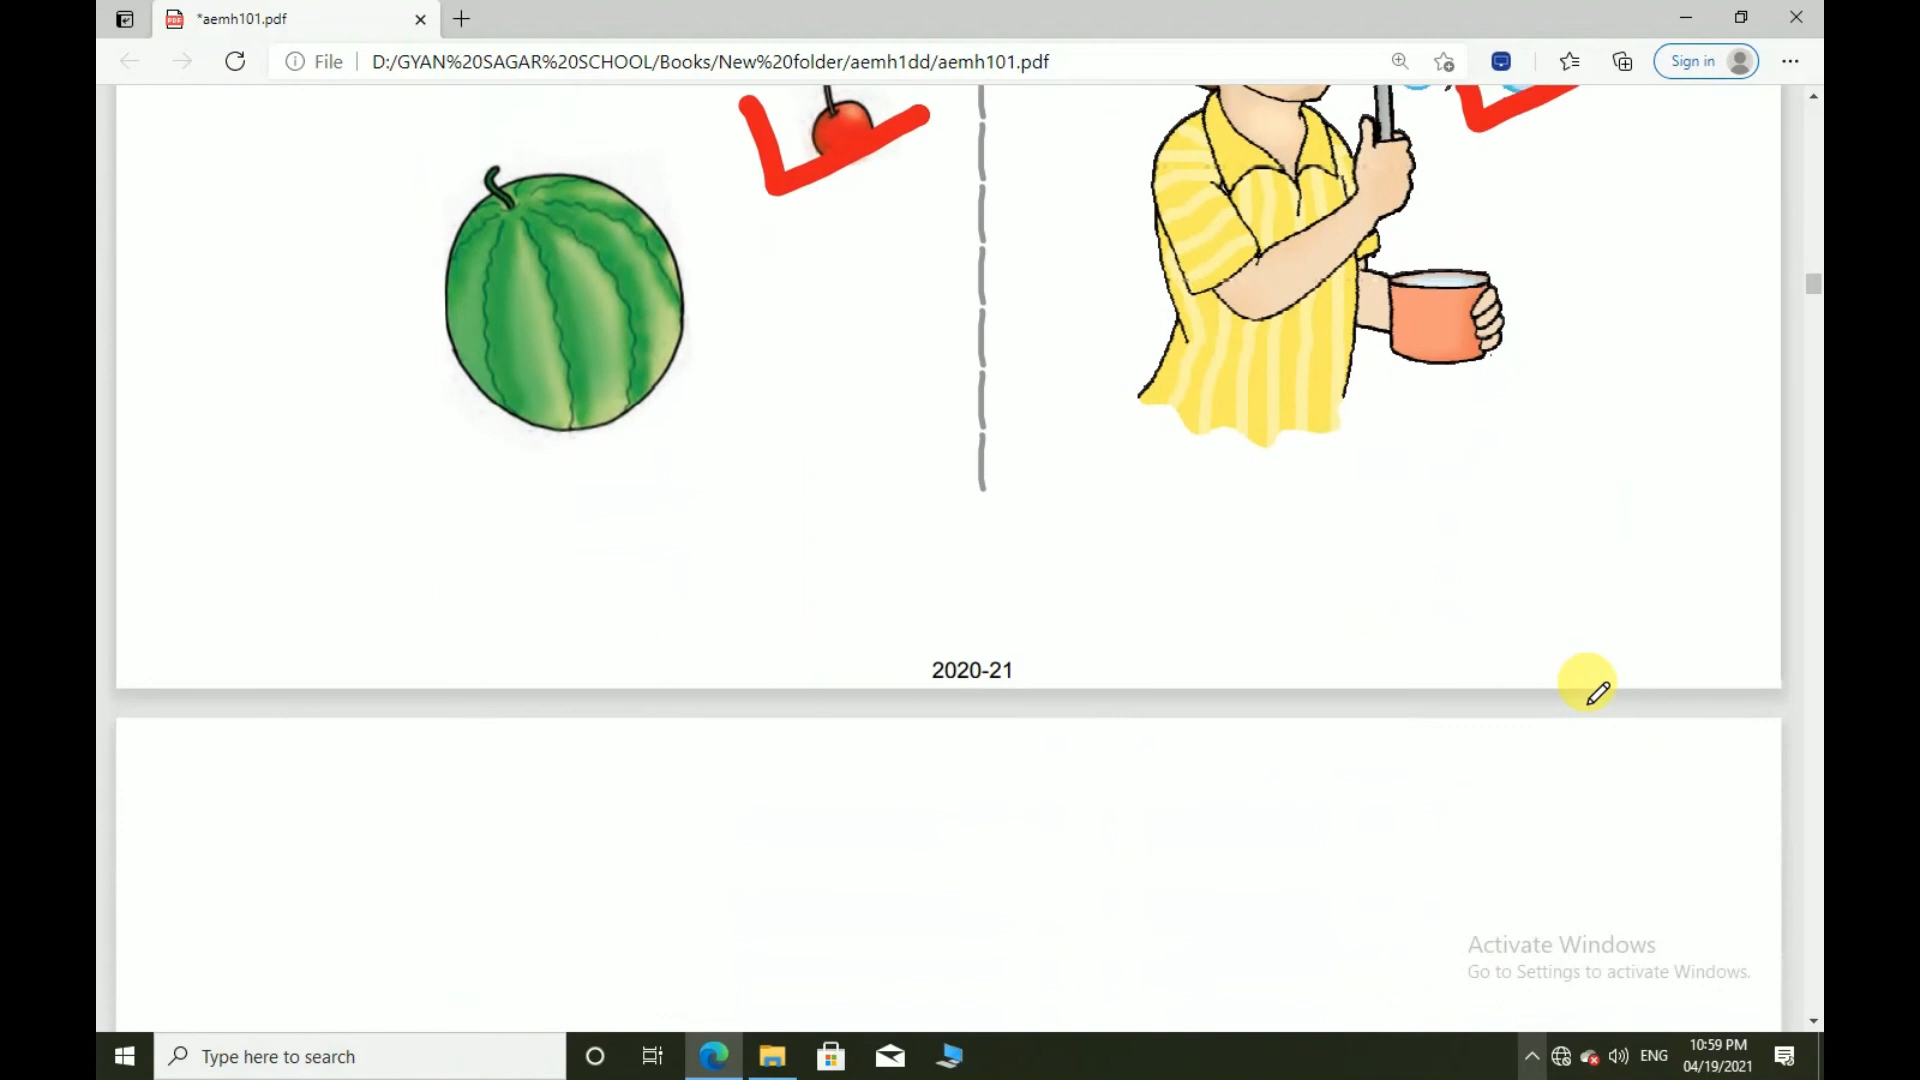 *aemh101.pdf
File
D:/GYAN%20SAGAR%20SCHOOL/Books/New%20folder/aemh1dd/aemh101.pdf
Sign in
2020-21
Activate Windows
Go to Settings to activate Windows.
Type here to search
ENG
10:59 PM
04/19/2021